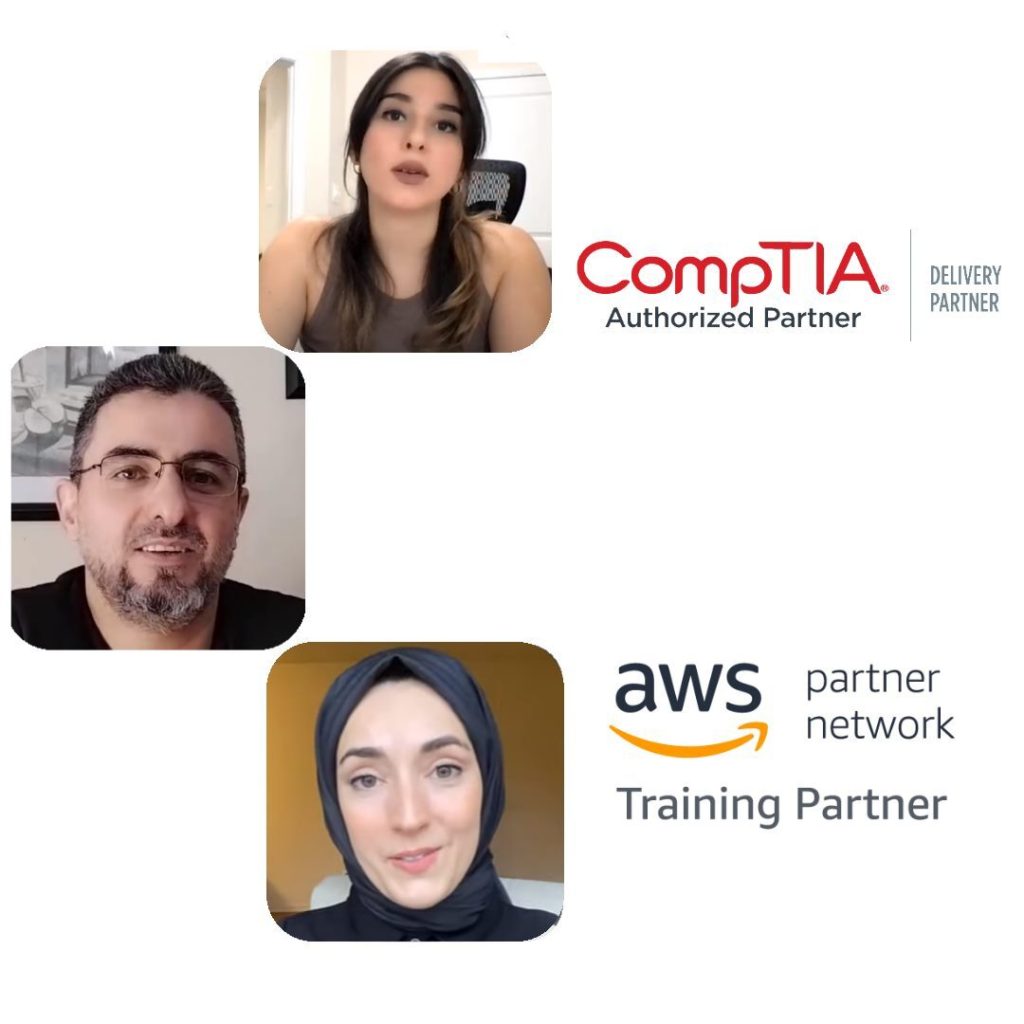 CompTIA®
Authorized Partner
DELIVERY
PARTNER
aws
partner
network
Training Partner